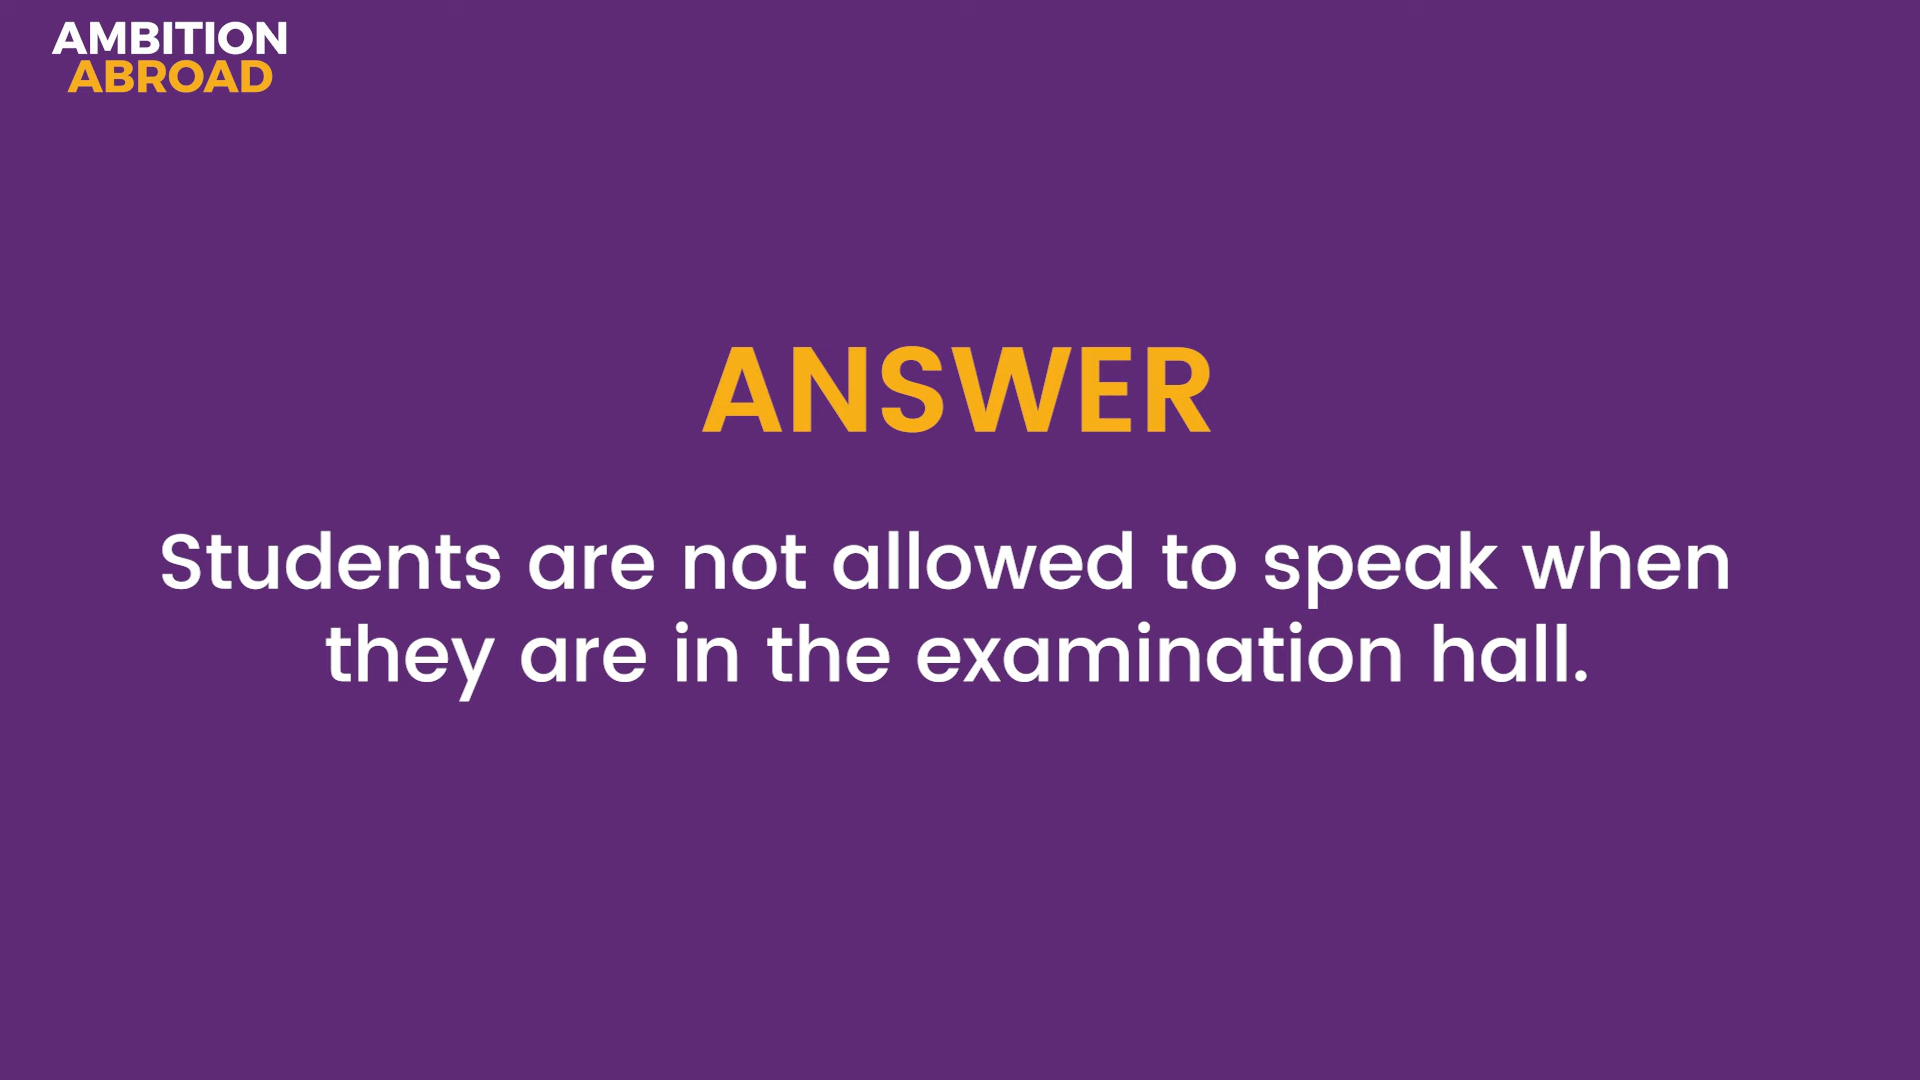 AMBITION
ABROAD
ANSWER
Students are not allowed to speak when
they are in the examination hall.